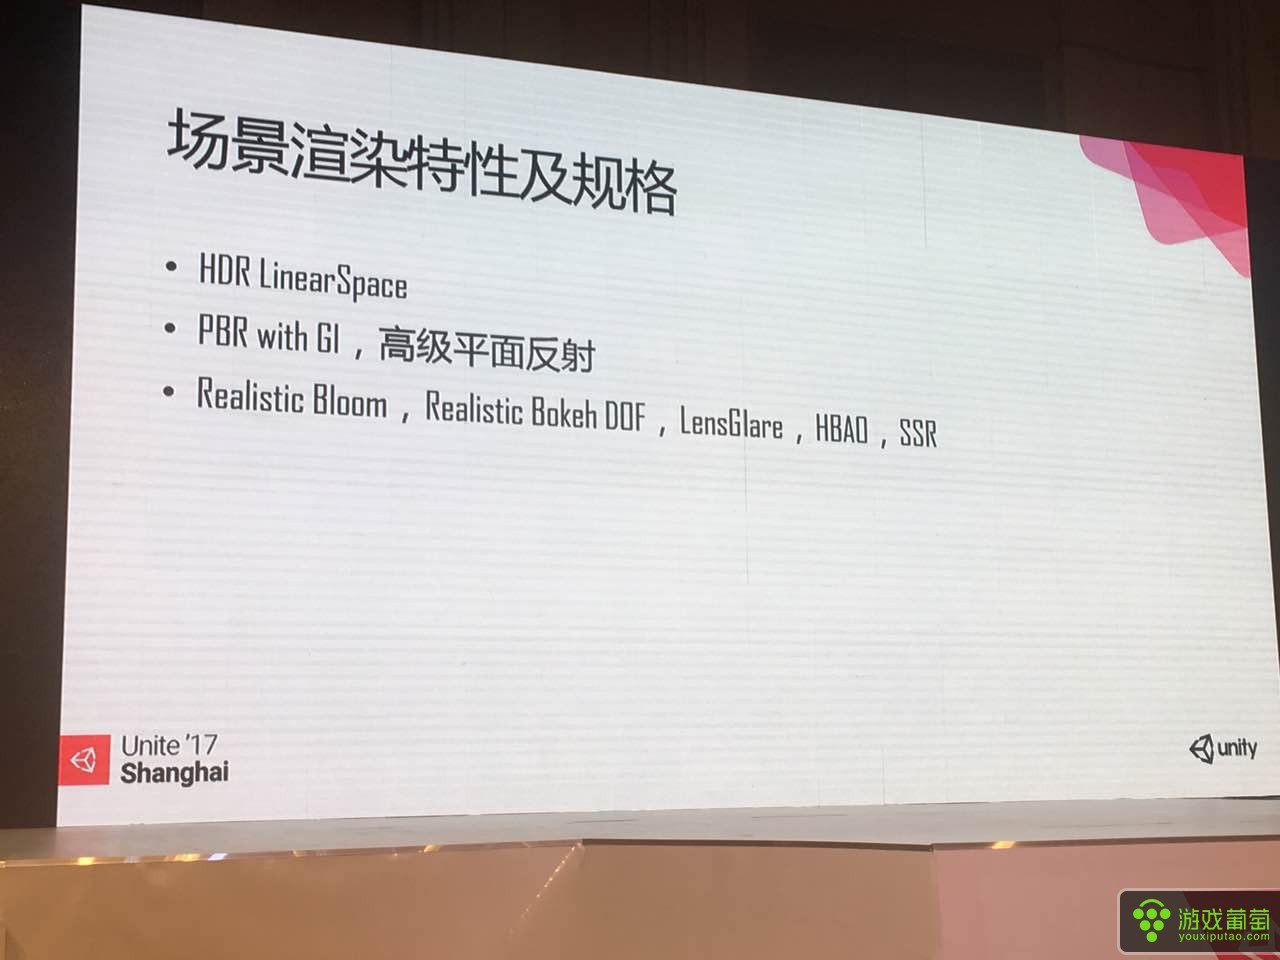 场景渲染特性及规格
• HDR LinearSpace
• PBR with GI，高级平面反射
• Realistic Bloom，Realistic Bokeh DOF，LensGlare，HBAO，SSR
Unite '17
Shanghai
unity
游戏葡萄
youxiputao.com